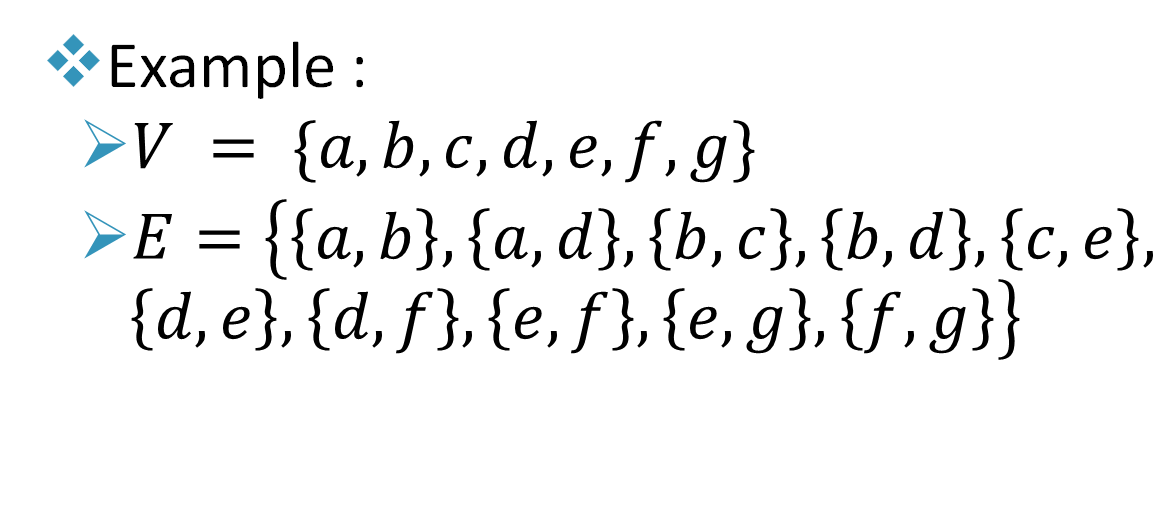 ❖Example :
➢V = {a, b, c, d, e, f, g}
➢E = {{a, b}, {a, d}, {b, c}, {b, d}, {c, e},
{d, e}, {d, f}, {e, f}, {e, g}, {f, g}}